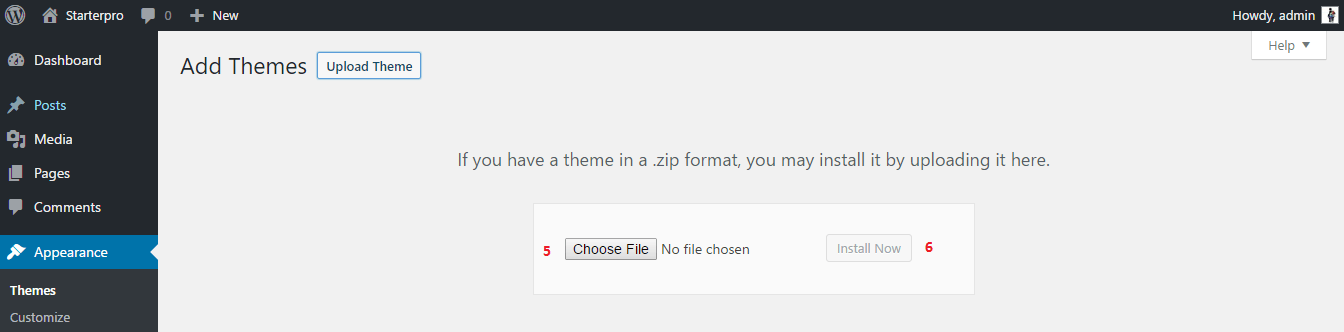 Starterpro 0 New Howdy, admin
Help
Dashboard
Add Themes Upload Theme
Posts
Media
If you have a theme in a .zip format, you may install it by uploading it here.
Pages
Comments
5 Choose File No file chosen Install Now 6
Appearance
Themes
Customize